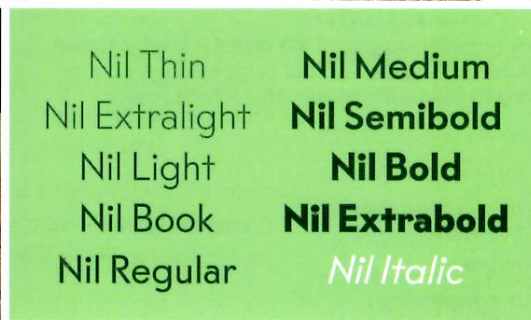 Nil Thin
Nil Extralight
Nil Light
Nil Book
Nil Regular
Nil Medium
Nil Semibold
Nil Bold
Nil Extrabold
Nil Italic